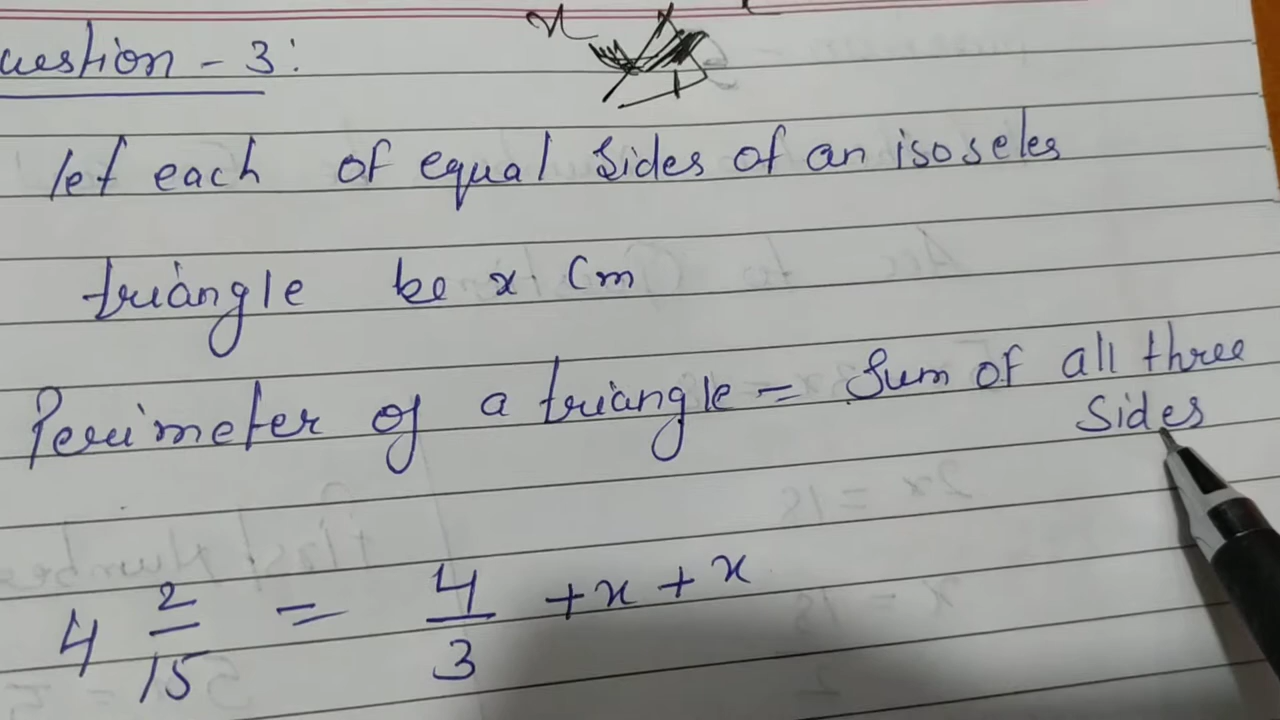 uestion - 3:
x
let each of equal sides of an isoseles
triangle be x cm
Perimeter of a triangle = Sum of all three
sides
4 2/15 = 4/3 + x + x